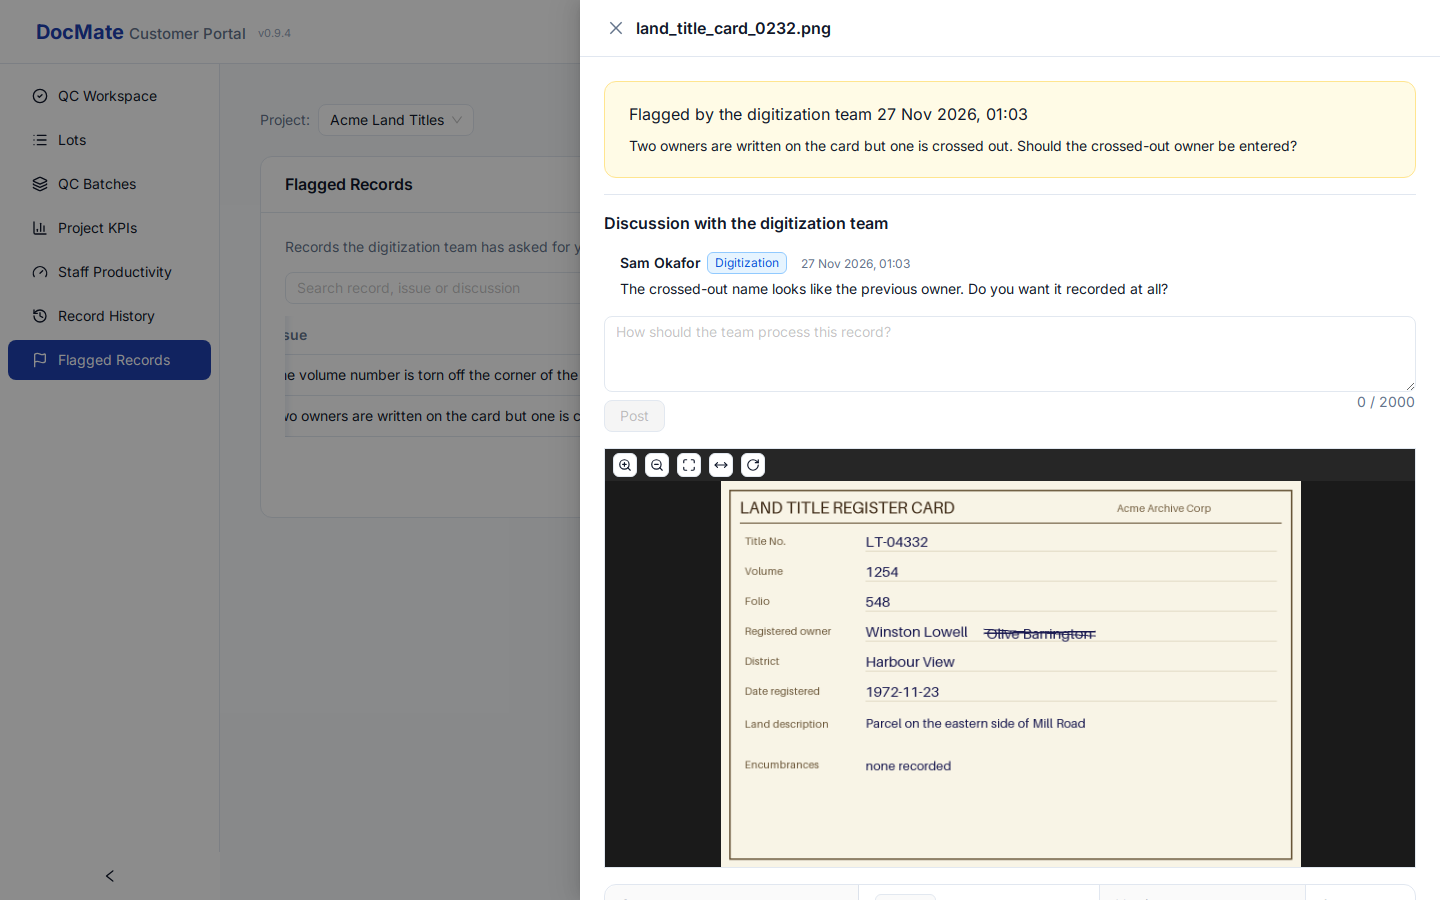 DocMate Customer Portal v0.9.4
QC Workspace
Lots
QC Batches
Project KPIs
Staff Productivity
Record History
Flagged Records
Project: Acme Land Titles
Flagged Records
Records the digitization team has asked for y
Search record, issue or discussion
sue
ne volume number is torn off the corner of the
wo owners are written on the card but one is c
land_title_card_0232.png
Flagged by the digitization team 27 Nov 2026, 01:03
Two owners are written on the card but one is crossed out. Should the crossed-out owner be entered?
Discussion with the digitization team
Sam Okafor Digitization 27 Nov 2026, 01:03
The crossed-out name looks like the previous owner. Do you want it recorded at all?
How should the team process this record?
0 / 2000
Post
LAND TITLE REGISTER CARD Acme Archive Corp
Title No. LT-04332
Volume 1254
Folio 548
Registered owner Winston Lowell Olive Barrington
District Harbour View
Date registered 1972-11-23
Land description Parcel on the eastern side of Mill Road
Encumbrances none recorded